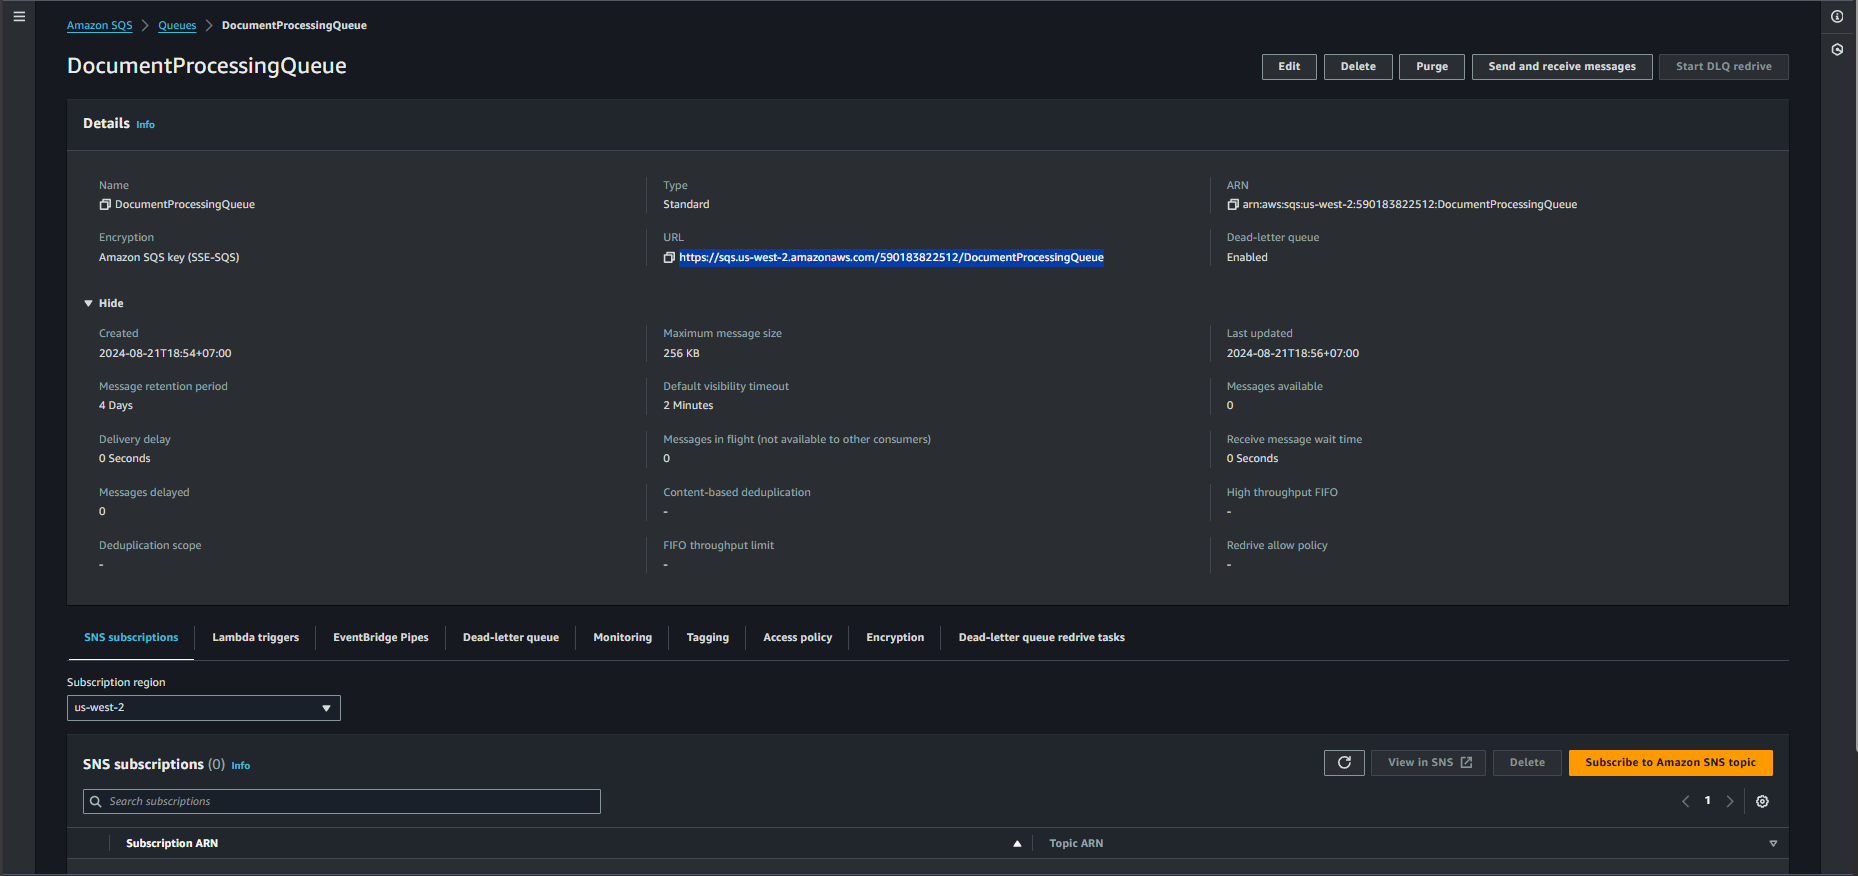 Amazon SQS > Queues > DocumentProcessingQueue
DocumentProcessingQueue
Edit Delete Purge Send and receive messages Start DLQ redrive
Details Info
Name
DocumentProcessingQueue
Type
Standard
ARN
arn:aws:sqs:us-west-2:590183822512:DocumentProcessingQueue
Encryption
Amazon SQS key (SSE-SQS)
URL
https://sqs.us-west-2.amazonaws.com/590183822512/DocumentProcessingQueue
Dead-letter queue
Enabled
Hide
Created
2024-08-21T18:54+07:00
Maximum message size
256 KB
Last updated
2024-08-21T18:56+07:00
Message retention period
4 Days
Default visibility timeout
2 Minutes
Messages available
0
Delivery delay
0 Seconds
Messages in flight (not available to other consumers)
0
Receive message wait time
0 Seconds
Messages delayed
0
Content-based deduplication
-
High throughput FIFO
-
Deduplication scope
-
FIFO throughput limit
-
Redrive allow policy
-
SNS subscriptions Lambda triggers EventBridge Pipes Dead-letter queue Monitoring Tagging Access policy Encryption Dead-letter queue redrive tasks
Subscription region
us-west-2
SNS subscriptions (0) Info
View in SNS Delete Subscribe to Amazon SNS topic
Search subscriptions
1
Subscription ARN Topic ARN